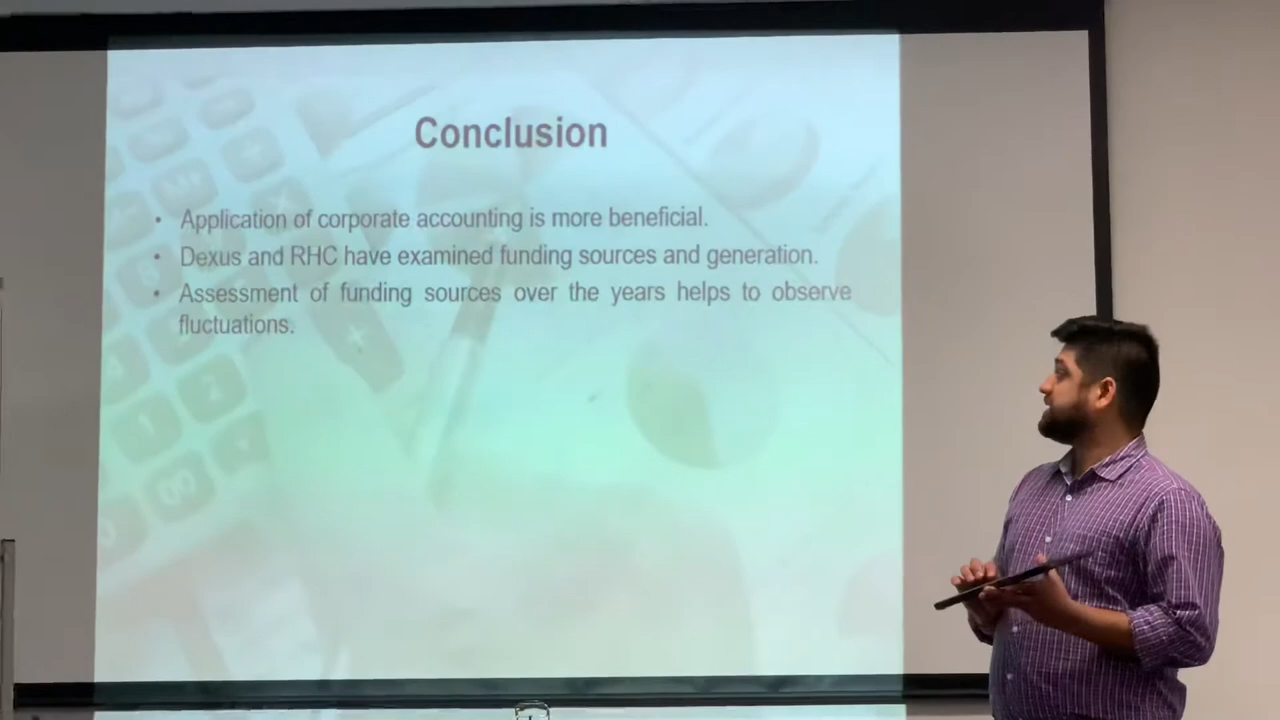 Conclusion
• Application of corporate accounting is more beneficial.
• Dexus and RHC have examined funding sources and generation.
• Assessment of funding sources over the years helps to observe
fluctuations.